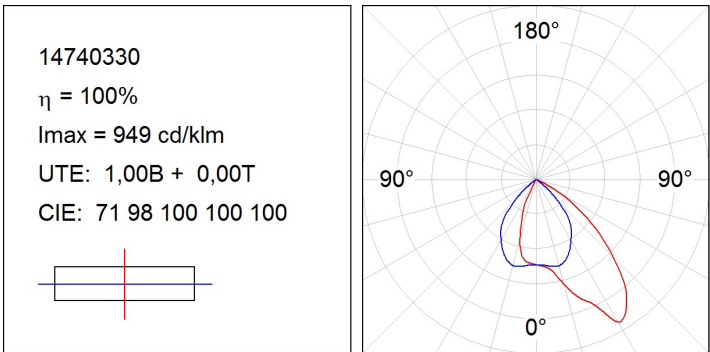 14740330
η = 100%
Imax = 949 cd/klm
UTE:  1,00B +  0,00T
CIE:  71 98 100 100 100
180°
90°
90°
0°